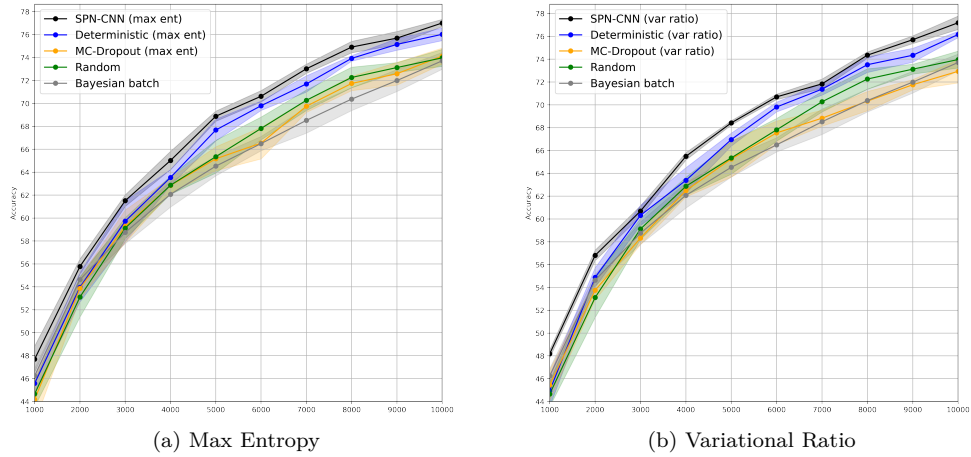 SPN-CNN (max ent)
Deterministic (max ent)
MC-Dropout (max ent)
Random
Bayesian batch
Accuracy
78
76
74
72
70
68
66
64
62
60
58
56
54
52
50
48
46
44
1000 2000 3000 4000 5000 6000 7000 8000 9000 10000
(a) Max Entropy
SPN-CNN (var ratio)
Deterministic (var ratio)
MC-Dropout (var ratio)
Random
Bayesian batch
Accuracy
78
76
74
72
70
68
66
64
62
60
58
56
54
52
50
48
46
44
1000 2000 3000 4000 5000 6000 7000 8000 9000 10000
(b) Variational Ratio